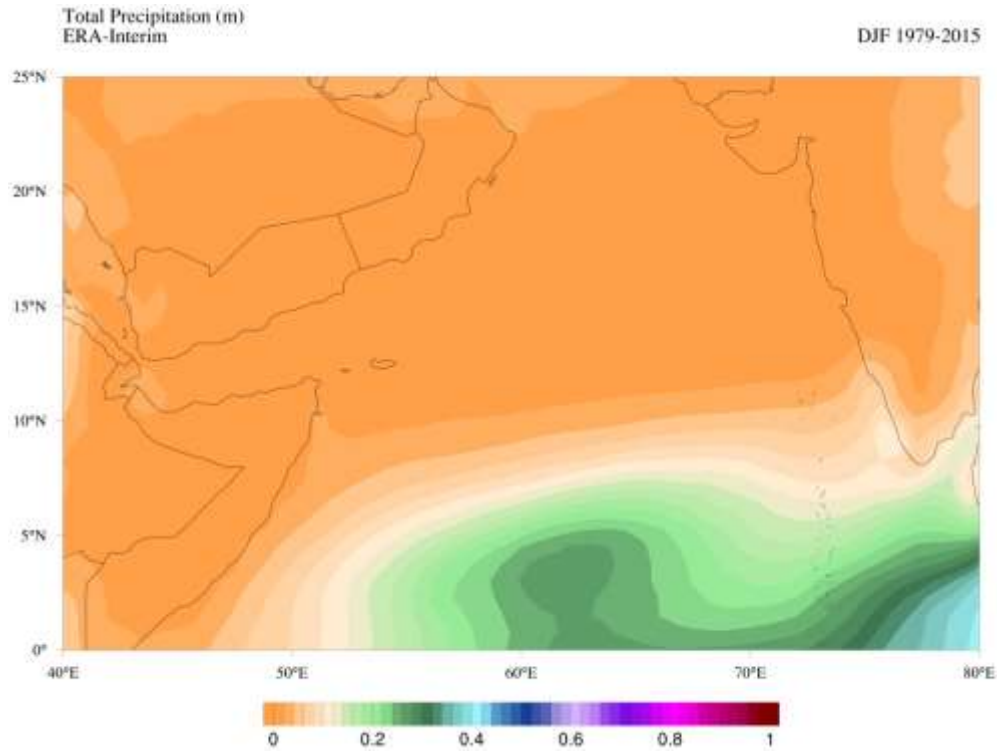 Total Precipitation (m)
ERA-Interim
DJF 1979-2015
25°N
20°N
15°N
10°N
5°N
0°
40°E 50°E 60°E 70°E 80°E
0 0.2 0.4 0.6 0.8 1